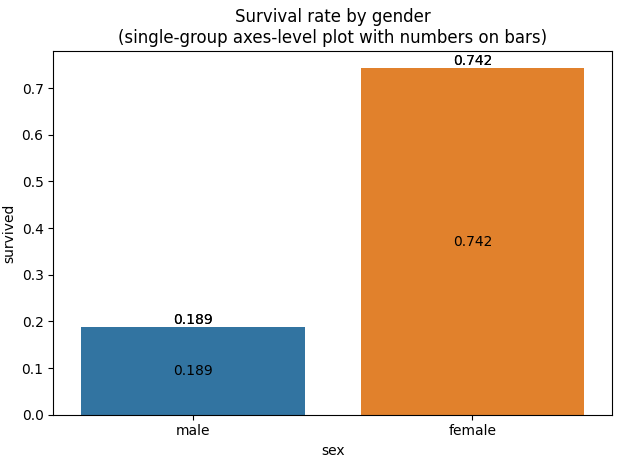 Survival rate by gender
(single-group axes-level plot with numbers on bars)
0.742
0.7
0.6
0.5
survived
0.4
0.742
0.3
0.2
0.189
0.1
0.189
0.0
male
female
sex